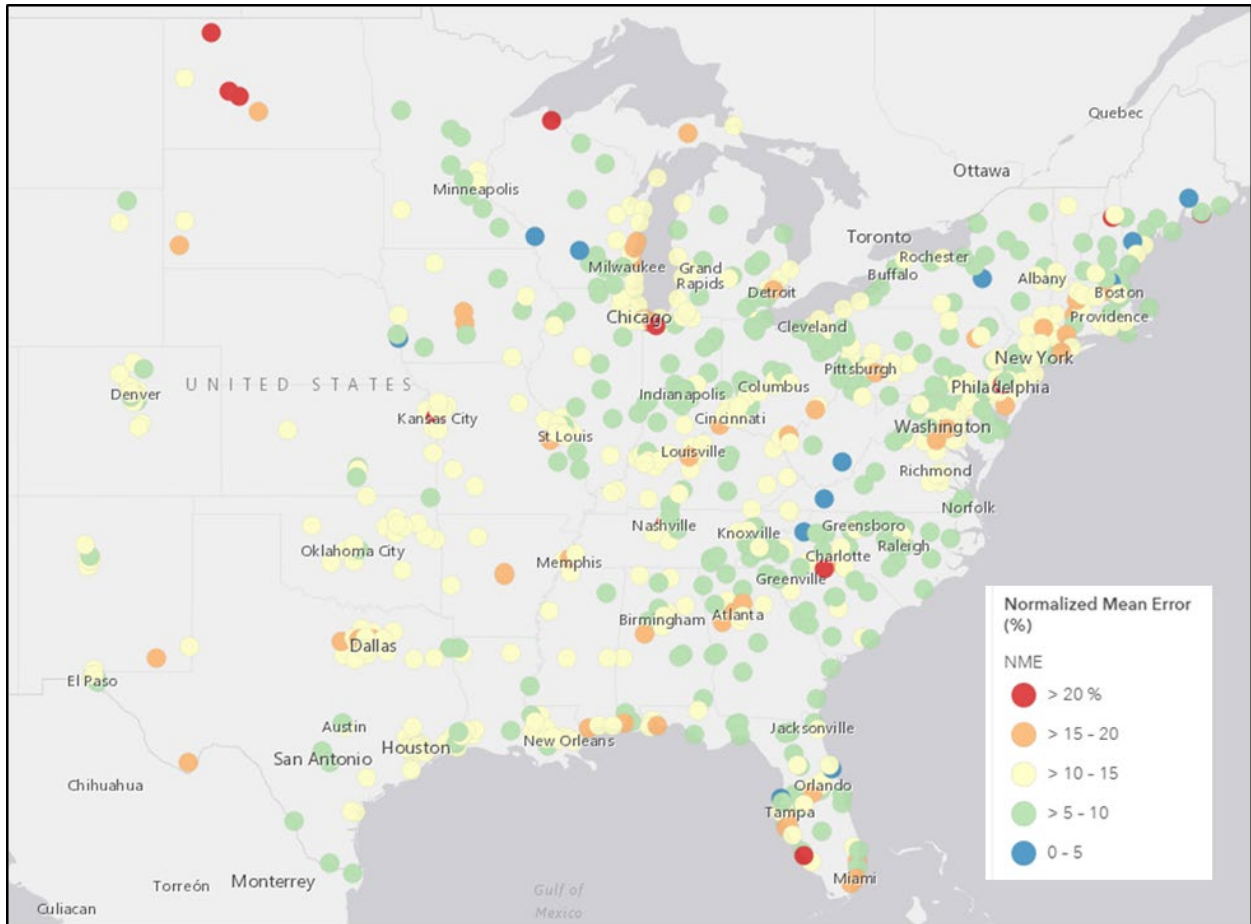 Quebec
Ottawa
Minneapolis
Toronto
Rochester
Buffalo
Milwaukee
Grand
Rapids
Detroit
Albany
Boston
Providence
Chicago
Cleveland
New York
UNITED STATES
Denver
Pittsburgh
Philadelphia
Indianapolis
Columbus
Kansas City
Cincinnati
Washington
St Louis
Louisville
Richmond
Norfolk
Nashville
Knoxville
Greensboro
Raleigh
Oklahoma City
Memphis
Charlotte
Greenville
Birmingham
Atlanta
Dallas
El Paso
Austin
Houston
San Antonio
New Orleans
Jacksonville
Chihuahua
Orlando
Tampa
Torreón
Monterrey
Miami
Culiacan
Gulf of
Mexico
Normalized Mean Error
(%)
NME
> 20 %
> 15 - 20
> 10 - 15
> 5 - 10
0 - 5